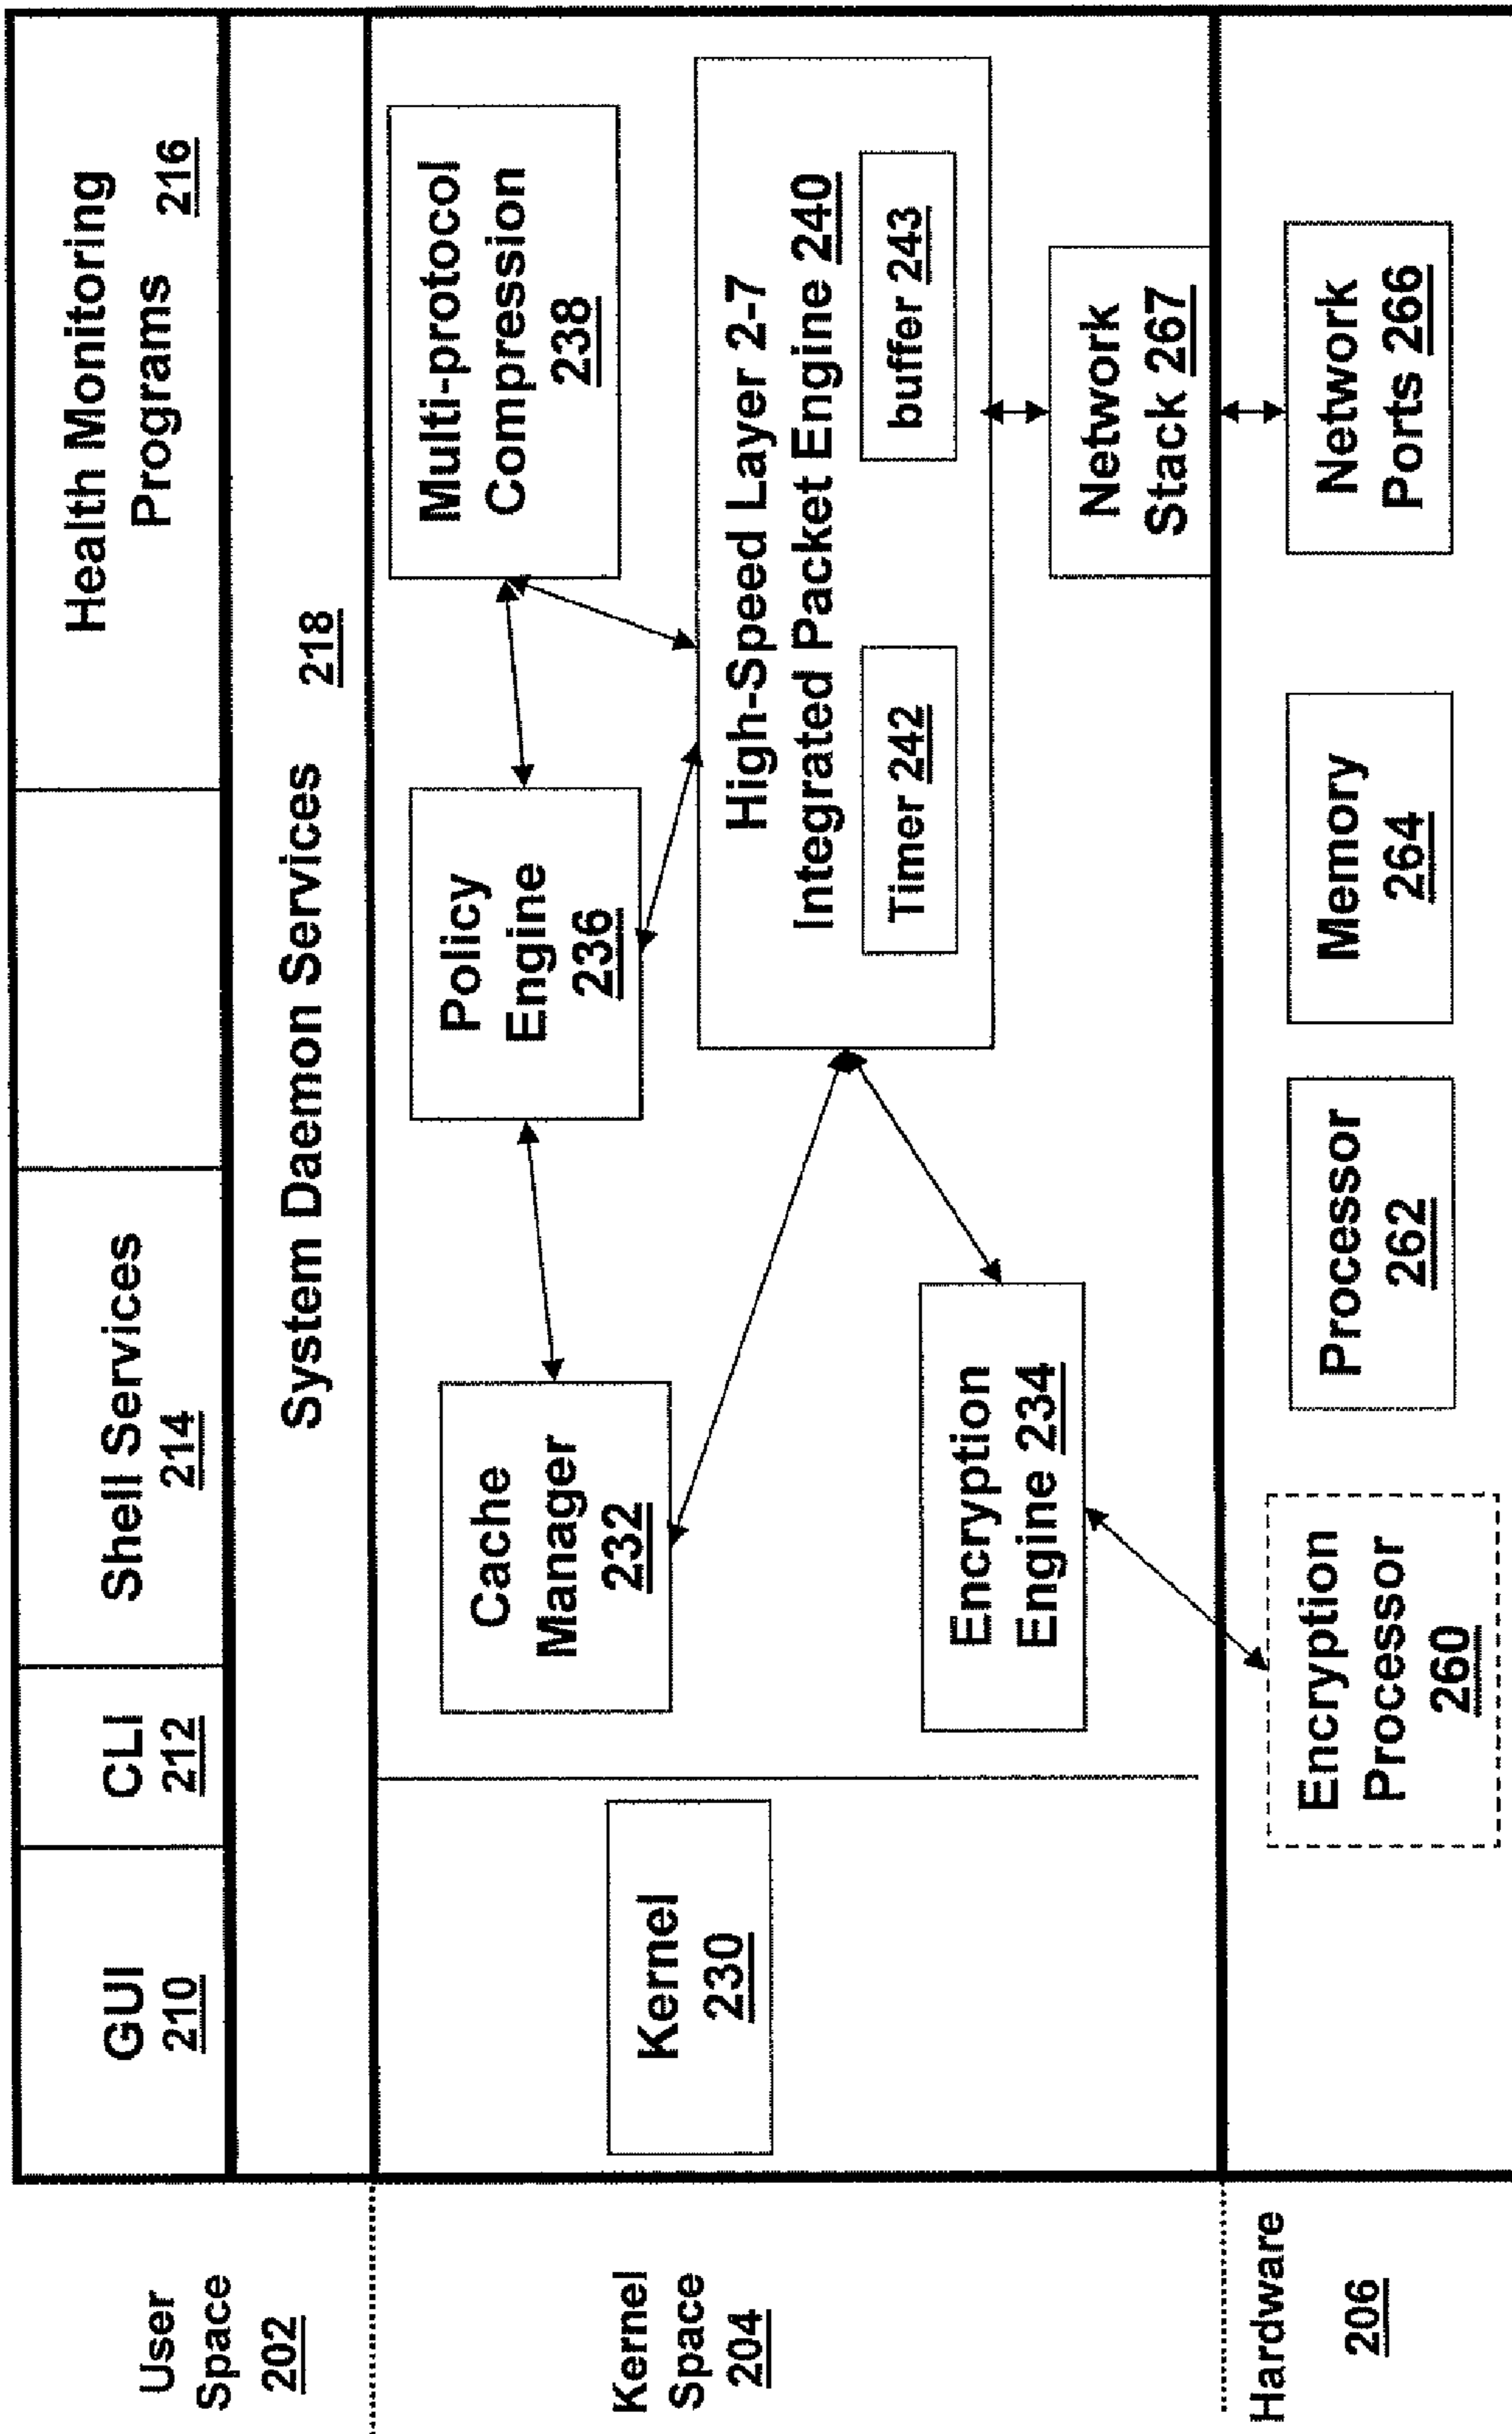 User
Space
202
GUI
210
CLI
212
Shell Services
214
Health Monitoring
Programs 216
System Daemon Services 218
Kernel
Space
204
Kernel
230
Cache
Manager
232
Policy
Engine
236
Multi-protocol
Compression
238
High-Speed Layer 2-7
Integrated Packet Engine 240
Timer 242
buffer 243
Encryption
Engine 234
Network
Stack 267
Hardware
206
Encryption
Processor
260
Processor
262
Memory
264
Network
Ports 266